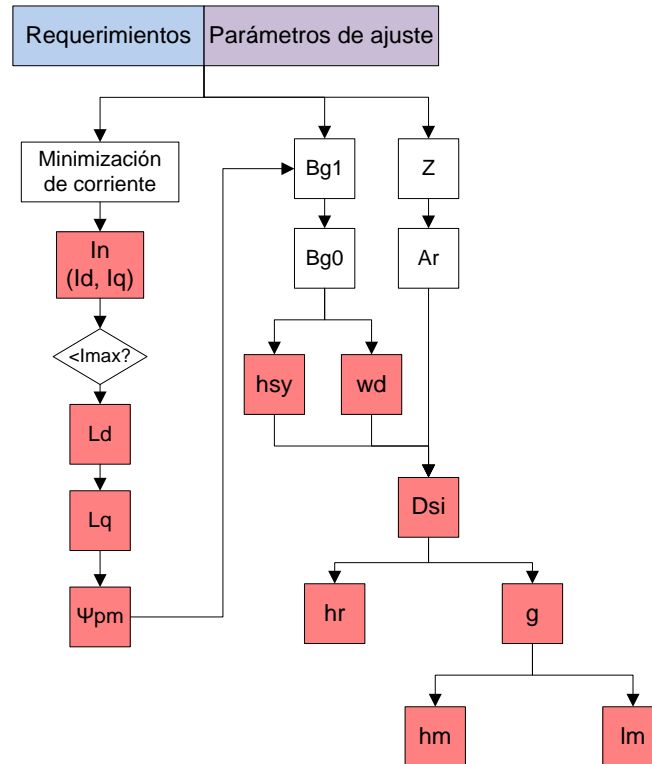 Requerimientos
Parámetros de ajuste
Minimización
de corriente
Bg1
Z
In
(Id, Iq)
Bg0
Ar
<Imax?
hsy
wd
Ld
Lq
Dsi
Ψpm
hr
g
hm
lm